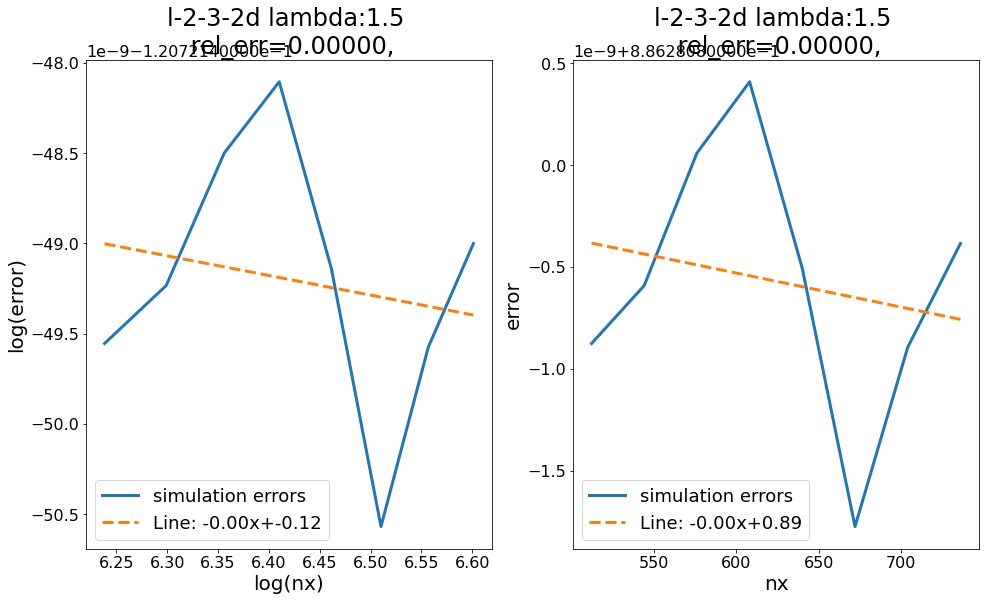 l-2-3-2d lambda:1.5
rel_err=0.00000,
1e−9−1.2072140000e−1
−48.0
−48.5
−49.0
−49.5
−50.0
−50.5
log(error)
simulation errors
Line: -0.00x+-0.12
6.25 6.30 6.35 6.40 6.45 6.50 6.55 6.60
log(nx)
l-2-3-2d lambda:1.5
rel_err=0.00000,
1e−9+8.8628080000e−1
0.5
0.0
−0.5
−1.0
−1.5
error
simulation errors
Line: -0.00x+0.89
550 600 650 700
nx